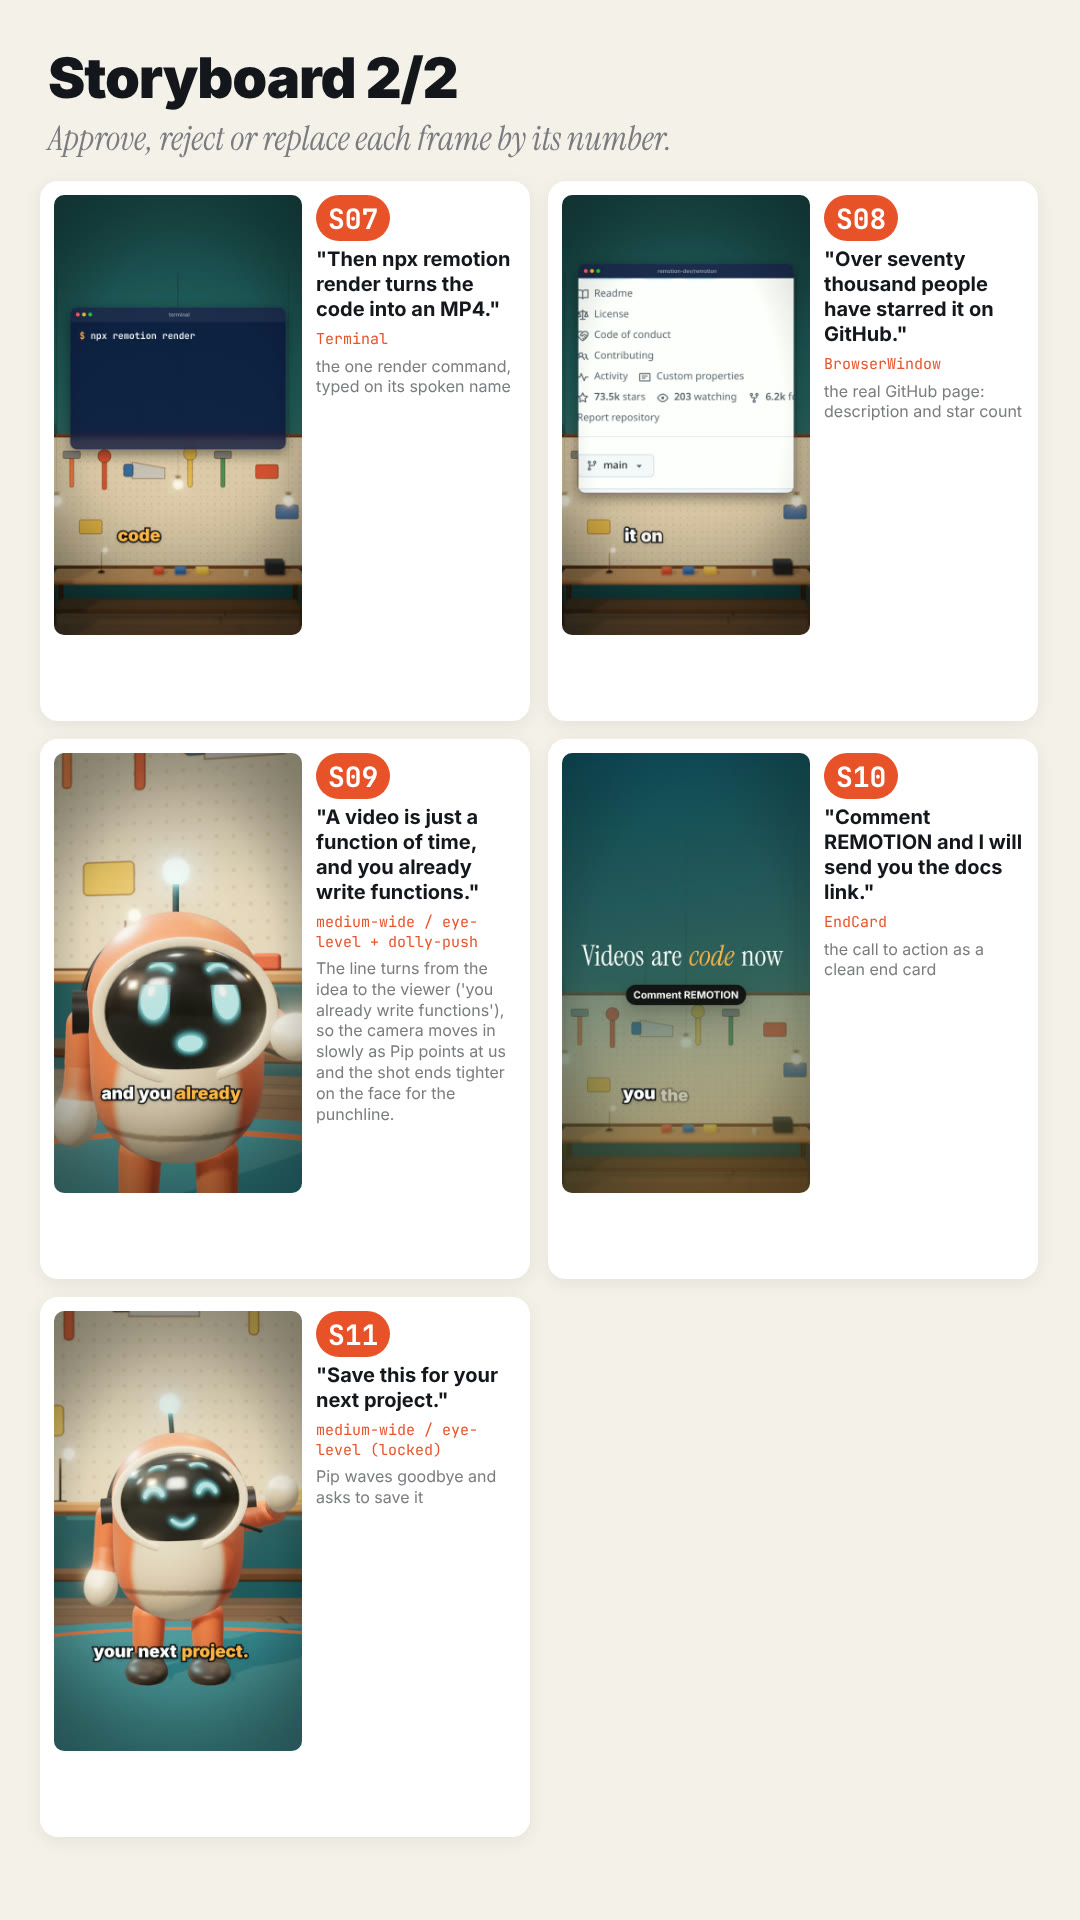 Storyboard 2/2
Approve, reject or replace each frame by its number.
terminal
$ npx remotion render
code
S07
"Then npx remotion
render turns the
code into an MP4."
Terminal
the one render command,
typed on its spoken name
remotion-dev/remotion
Readme
License
Code of conduct
Contributing
Activity Custom properties
73.5k stars 203 watching 6.2k fo
Report repository
main
it on
S08
"Over seventy
thousand people
have starred it on
GitHub."
BrowserWindow
the real GitHub page:
description and star count
and you already
S09
"A video is just a
function of time,
and you already
write functions."
medium-wide / eye-
level + dolly-push
The line turns from the
idea to the viewer ('you
already write functions'),
so the camera moves in
slowly as Pip points at us
and the shot ends tighter
on the face for the
punchline.
Videos are code now
Comment REMOTION
you the
S10
"Comment
REMOTION and I will
send you the docs
link."
EndCard
the call to action as a
clean end card
your next project.
S11
"Save this for your
next project."
medium-wide / eye-
level (locked)
Pip waves goodbye and
asks to save it